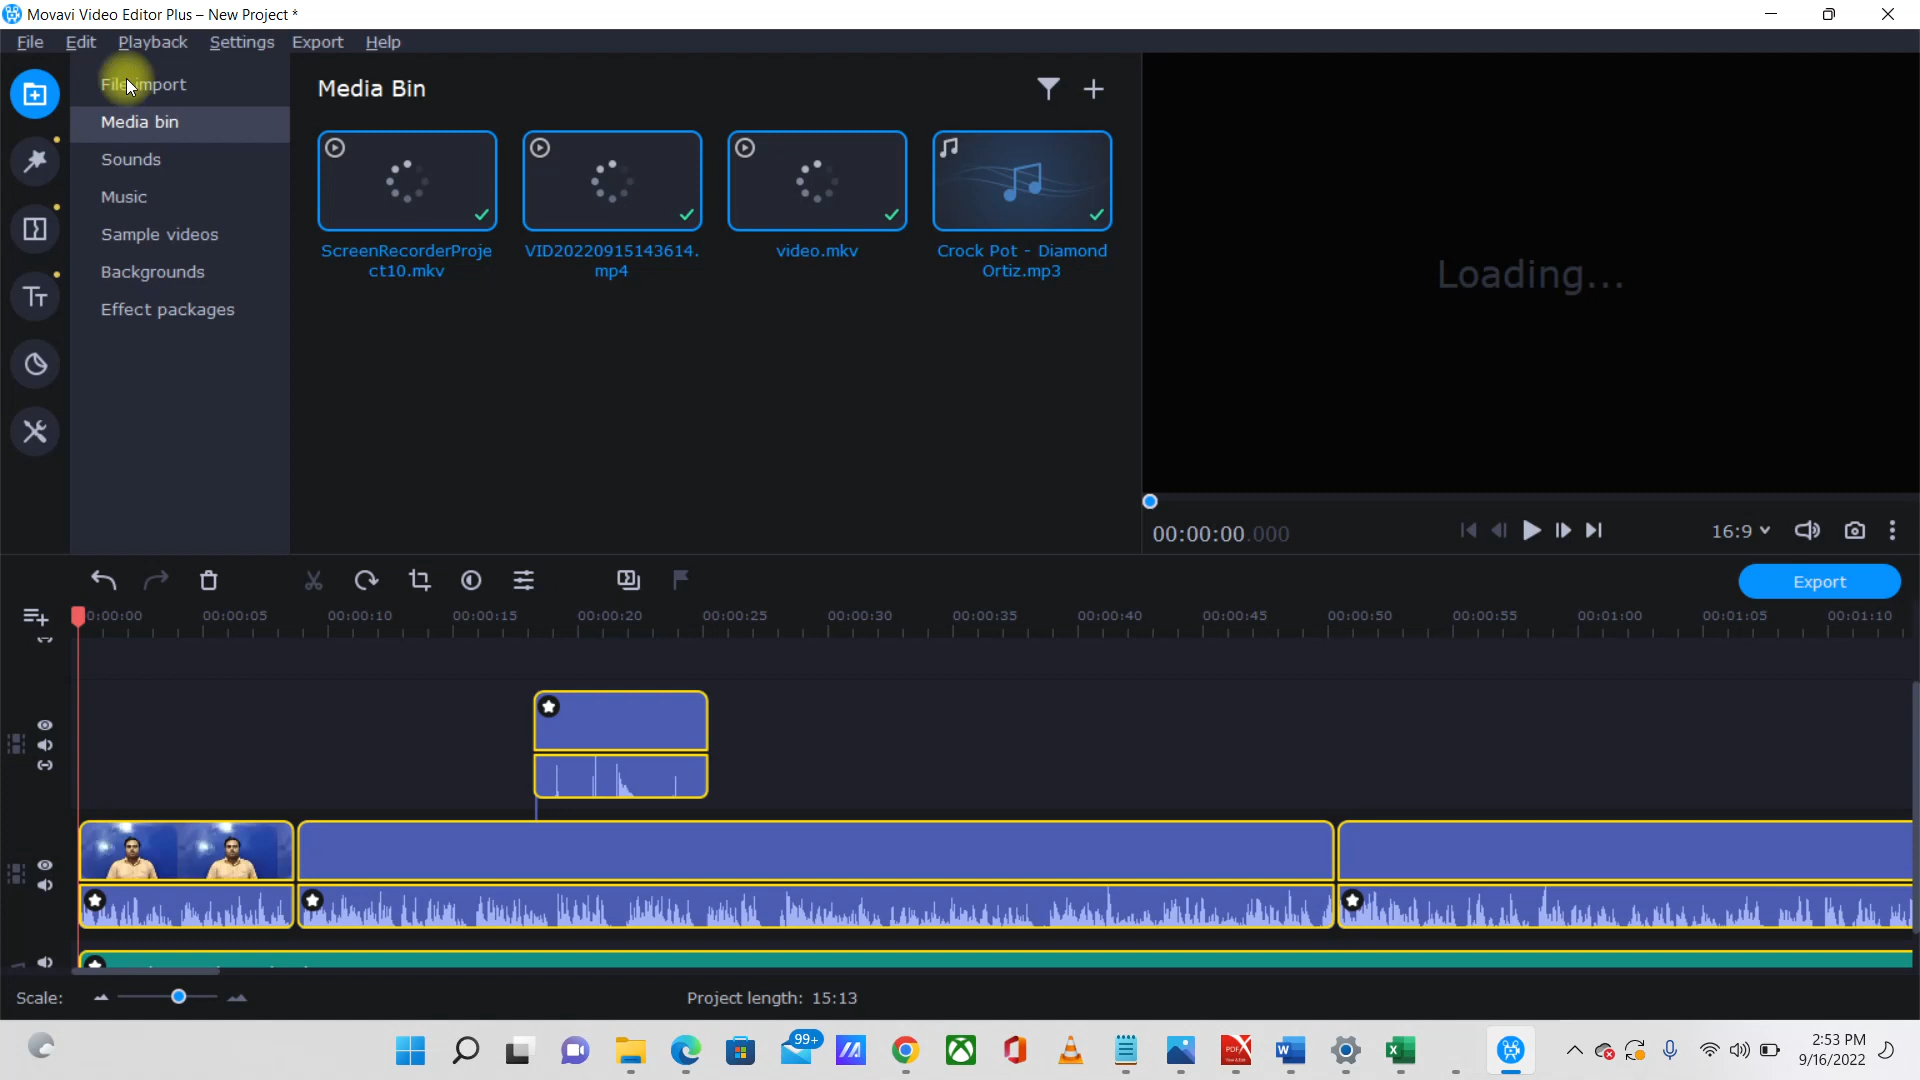 Movavi Video Editor Plus – New Project *
File Edit Playback Settings Export Help
File import
Media bin
Sounds
Music
Sample videos
Backgrounds
Effect packages
Media Bin
ScreenRecorderProje
ct10.mkv
VID20220915143614.
mp4
video.mkv
Crock Pot - Diamond
Ortiz.mp3
Loading...
00:00:00.000
16:9
Export
00:00:00 00:00:05 00:00:10 00:00:15 00:00:20 00:00:25 00:00:30 00:00:35 00:00:40 00:00:45 00:00:50 00:00:55 00:01:00 00:01:05 00:01:10
Scale:
Project length: 15:13
99+
2:53 PM
9/16/2022